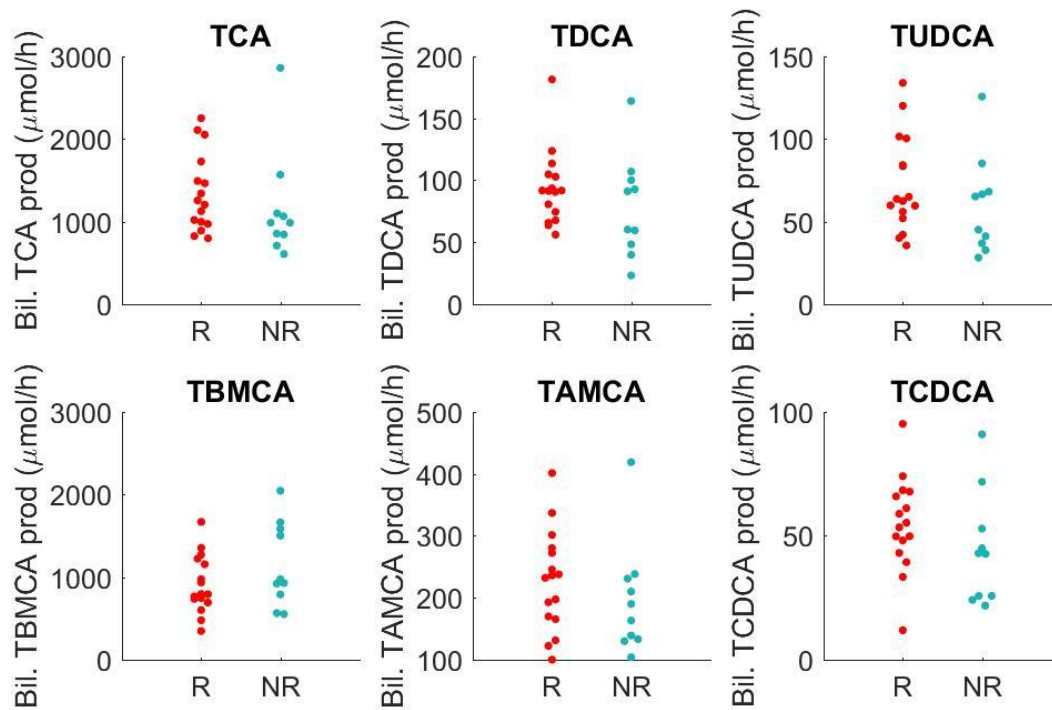 TCA
Bil. TCA prod (μmol/h)
3000
2000
1000
0
R NR
TDCA
Bil. TDCA prod (μmol/h)
200
150
100
50
0
R NR
TUDCA
Bil. TUDCA prod (μmol/h)
150
100
50
0
R NR
TBMCA
Bil. TBMCA prod (μmol/h)
3000
2000
1000
0
R NR
TAMCA
Bil. TAMCA prod (μmol/h)
500
400
300
200
100
R NR
TCDCA
Bil. TCDCA prod (μmol/h)
100
50
0
R NR